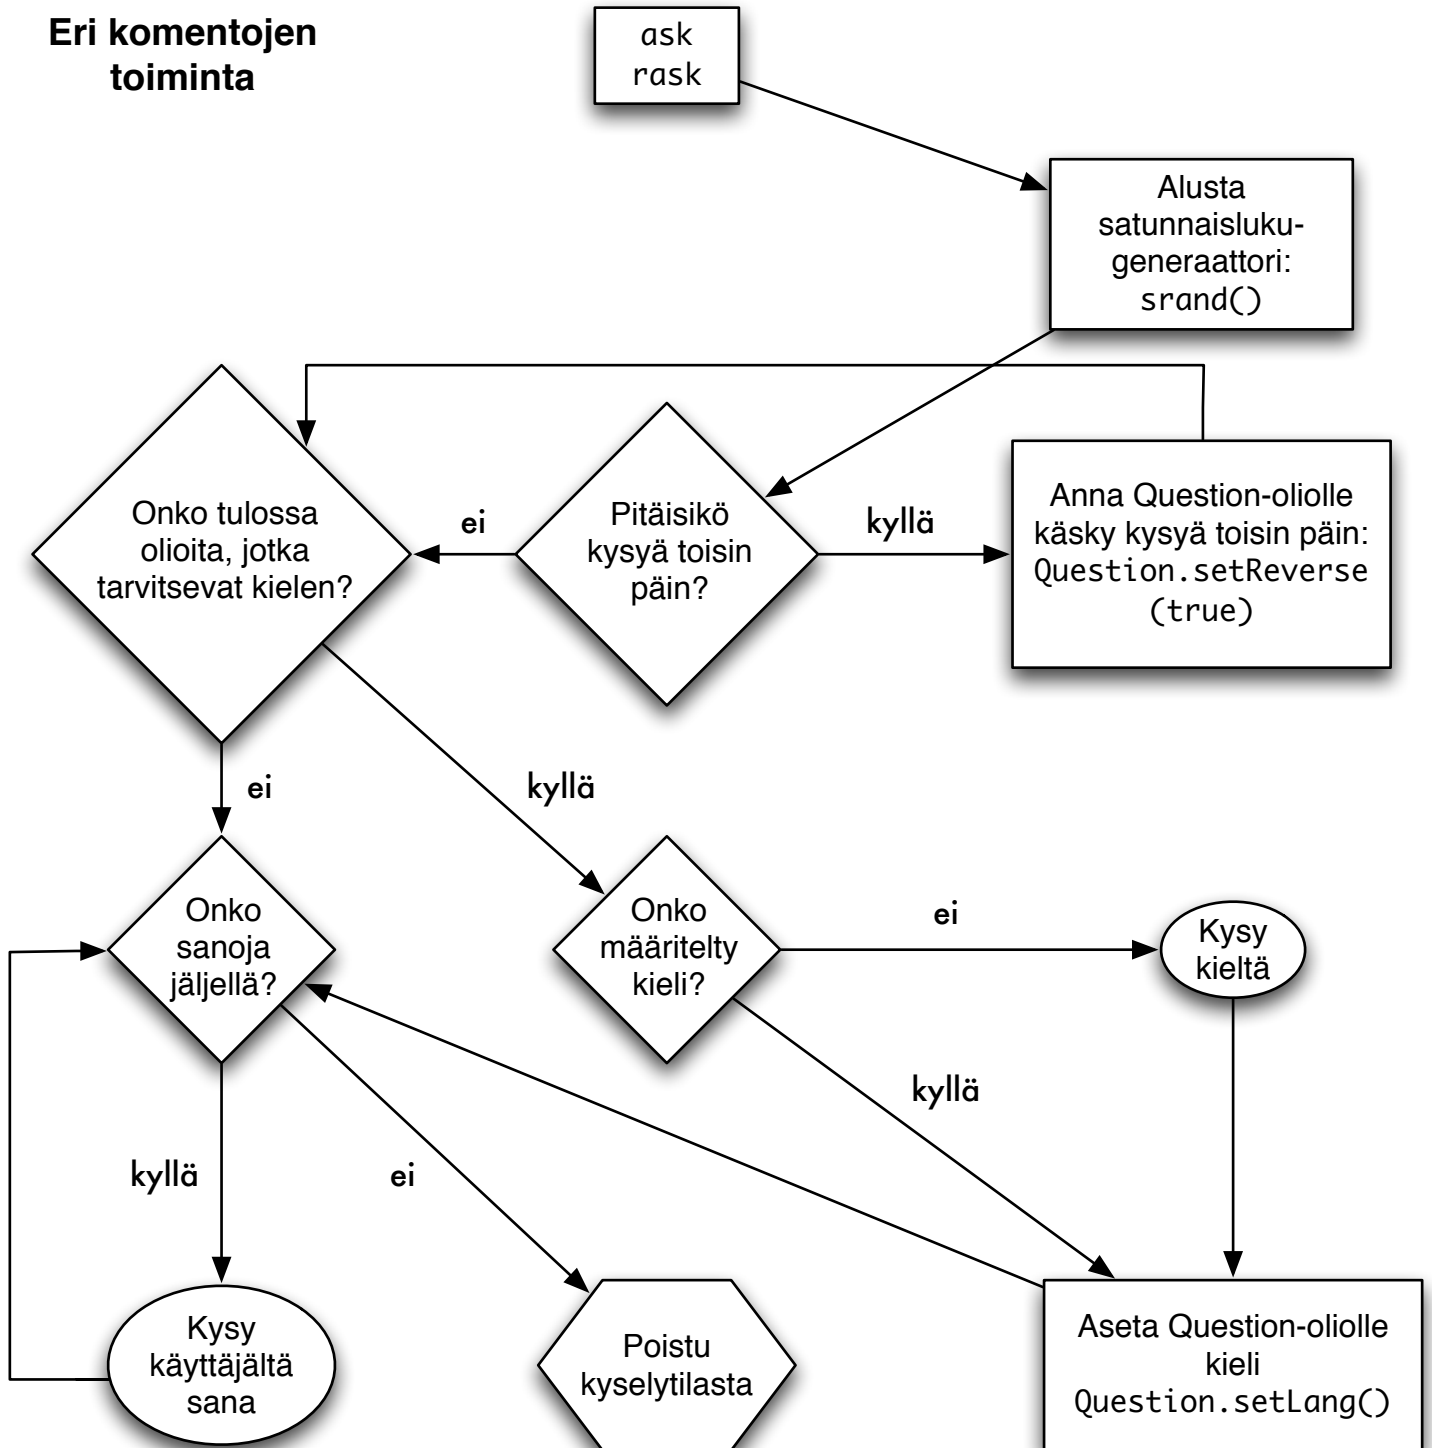 Eri komentojen
toiminta
ask
rask
Alusta
satunnaisluku-
generaattori:
srand()
Onko tulossa
olioita, jotka
tarvitsevat kielen?
ei
Pitäisikö
kysyä toisin
päin?
kyllä
Anna Question-oliolle
käsky kysyä toisin päin:
Question.setReverse
(true)
ei
kyllä
Onko
sanoja
jäljellä?
Onko
määritelty
kieli?
ei
Kysy
kieltä
kyllä
kyllä
ei
Kysy
käyttäjältä
sana
Poistu
kyselytilasta
Aseta Question-oliolle
kieli
Question.setLang()